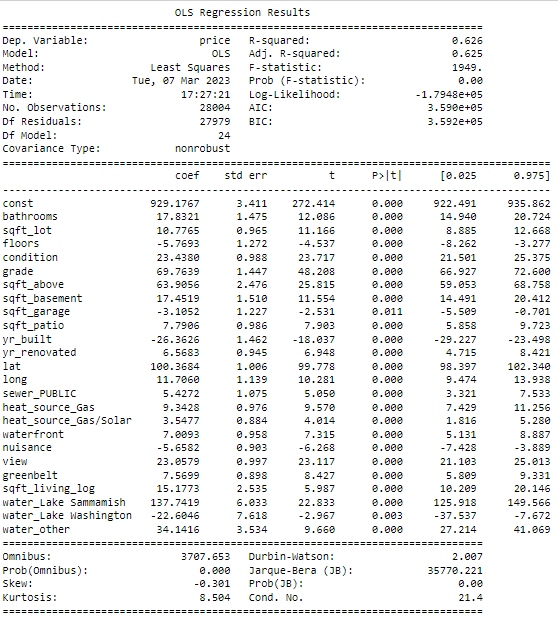 OLS Regression Results
Dep. Variable: price R-squared: 0.626
Model: OLS Adj. R-squared: 0.625
Method: Least Squares F-statistic: 1949.
Date: Tue, 07 Mar 2023 Prob (F-statistic): 0.00
Time: 17:27:21 Log-Likelihood: -1.7948e+05
No. Observations: 28004 AIC: 3.590e+05
Df Residuals: 27979 BIC: 3.592e+05
Df Model: 24
Covariance Type: nonrobust
coef std err t P>|t| [0.025 0.975]
const 929.1767 3.411 272.414 0.000 922.491 935.862
bathrooms 17.8321 1.475 12.086 0.000 14.940 20.724
sqft_lot 10.7765 0.965 11.166 0.000 8.885 12.668
floors -5.7693 1.272 -4.537 0.000 -8.262 -3.277
condition 23.4380 0.988 23.717 0.000 21.501 25.375
grade 69.7639 1.447 48.208 0.000 66.927 72.600
sqft_above 63.9056 2.476 25.815 0.000 59.053 68.758
sqft_basement 17.4519 1.510 11.554 0.000 14.491 20.412
sqft_garage -3.1052 1.227 -2.531 0.011 -5.509 -0.701
sqft_patio 7.7906 0.986 7.903 0.000 5.858 9.723
yr_built -26.3626 1.462 -18.037 0.000 -29.227 -23.498
yr_renovated 6.5683 0.945 6.948 0.000 4.715 8.421
lat 100.3684 1.006 99.778 0.000 98.397 102.340
long 11.7060 1.139 10.281 0.000 9.474 13.938
sewer_PUBLIC 5.4272 1.075 5.050 0.000 3.321 7.533
heat_source_Gas 9.3428 0.976 9.570 0.000 7.429 11.256
heat_source_Gas/Solar 3.5477 0.884 4.014 0.000 1.816 5.280
waterfront 7.0093 0.958 7.315 0.000 5.131 8.887
nuisance -5.6582 0.903 -6.268 0.000 -7.428 -3.889
view 23.0579 0.997 23.117 0.000 21.103 25.013
greenbelt 7.5699 0.898 8.427 0.000 5.809 9.331
sqft_living_log 15.1773 2.535 5.987 0.000 10.209 20.146
water_Lake Sammamish 137.7419 6.033 22.833 0.000 125.918 149.566
water_Lake Washington -22.6046 7.618 -2.967 0.003 -37.537 -7.672
water_other 34.1416 3.534 9.660 0.000 27.214 41.069
Omnibus: 3707.653 Durbin-Watson: 2.007
Prob(Omnibus): 0.000 Jarque-Bera (JB): 35770.221
Skew: -0.301 Prob(JB): 0.00
Kurtosis: 8.504 Cond. No. 21.4